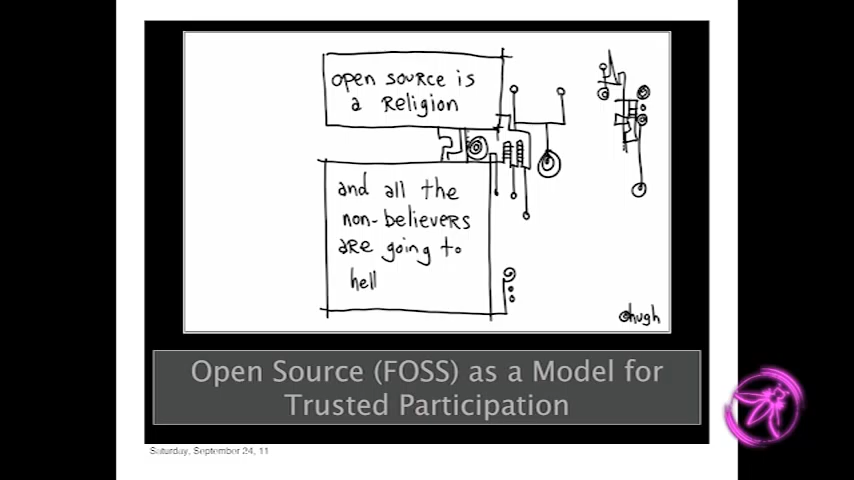 open source is
a Religion
and all the
non-believers
are going to
hell
@hugh
Open Source (FOSS) as a Model for
Trusted Participation
Saturday, September 24, 11